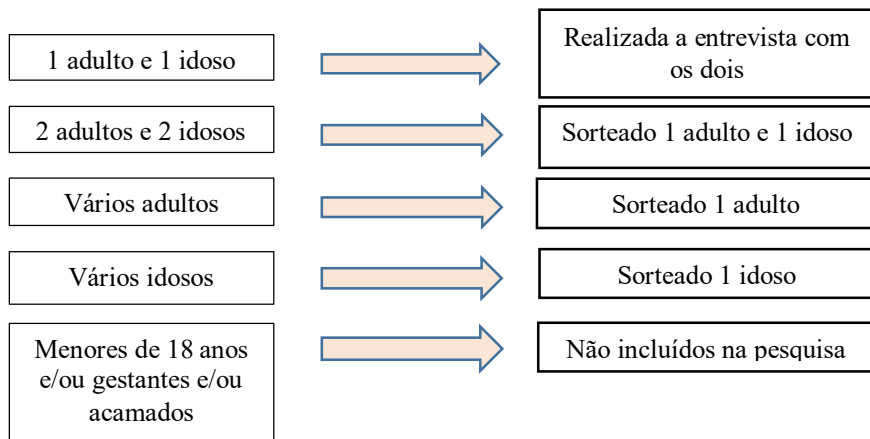 1 adulto e 1 idoso
Realizada a entrevista com
os dois
2 adultos e 2 idosos
Sorteado 1 adulto e 1 idoso
Vários adultos
Sorteado 1 adulto
Vários idosos
Sorteado 1 idoso
Menores de 18 anos
e/ou gestantes e/ou
acamados
Não incluídos na pesquisa